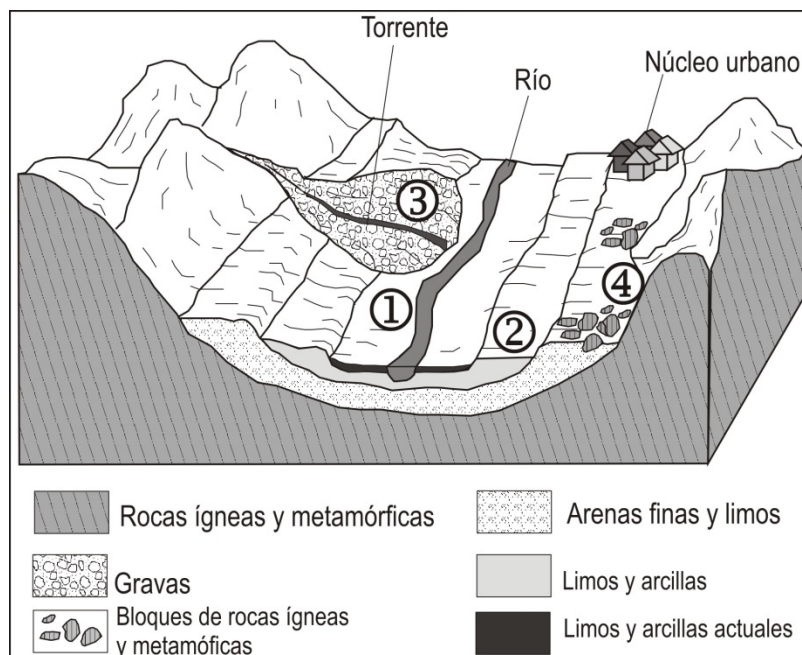 Torrente
Río
Núcleo urbano
③
①
④
②
Rocas ígneas y metamórficas
Arenas finas y limos
Gravas
Limos y arcillas
Bloques de rocas ígneas
y metamóficas
Limos y arcillas actuales